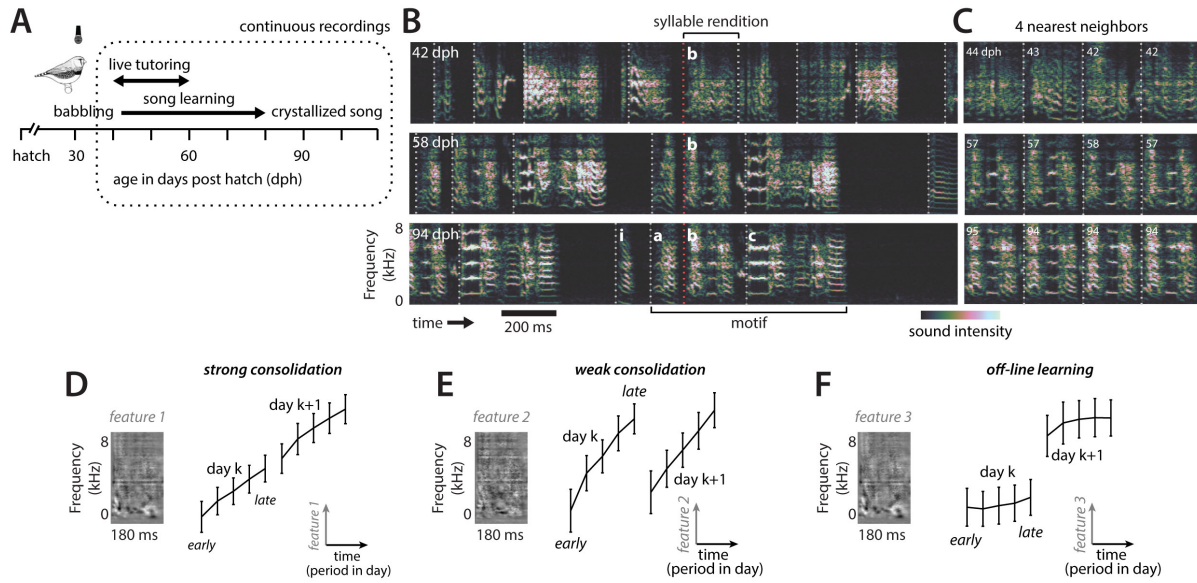 A
continuous recordings
live tutoring
song learning
babbling
crystallized song
hatch 30 60 90
age in days post hatch (dph)
B
syllable rendition
42 dph
b
58 dph
b
94 dph
i a b c
8
Frequency
(kHz)
0
time
200 ms
motif
C
4 nearest neighbors
44 dph 43 42 42
57 57 58 57
95 94 94 94
sound intensity
D
strong consolidation
feature 1
8
Frequency
(kHz)
0
180 ms
day k+1
day k
late
early
feature 1
time
(period in day)
E
weak consolidation
feature 2
8
Frequency
(kHz)
0
180 ms
late
day k
day k+1
early
feature 2
time
(period in day)
F
off-line learning
feature 3
8
Frequency
(kHz)
0
180 ms
day k+1
day k
late
early
feature 3
time
(period in day)